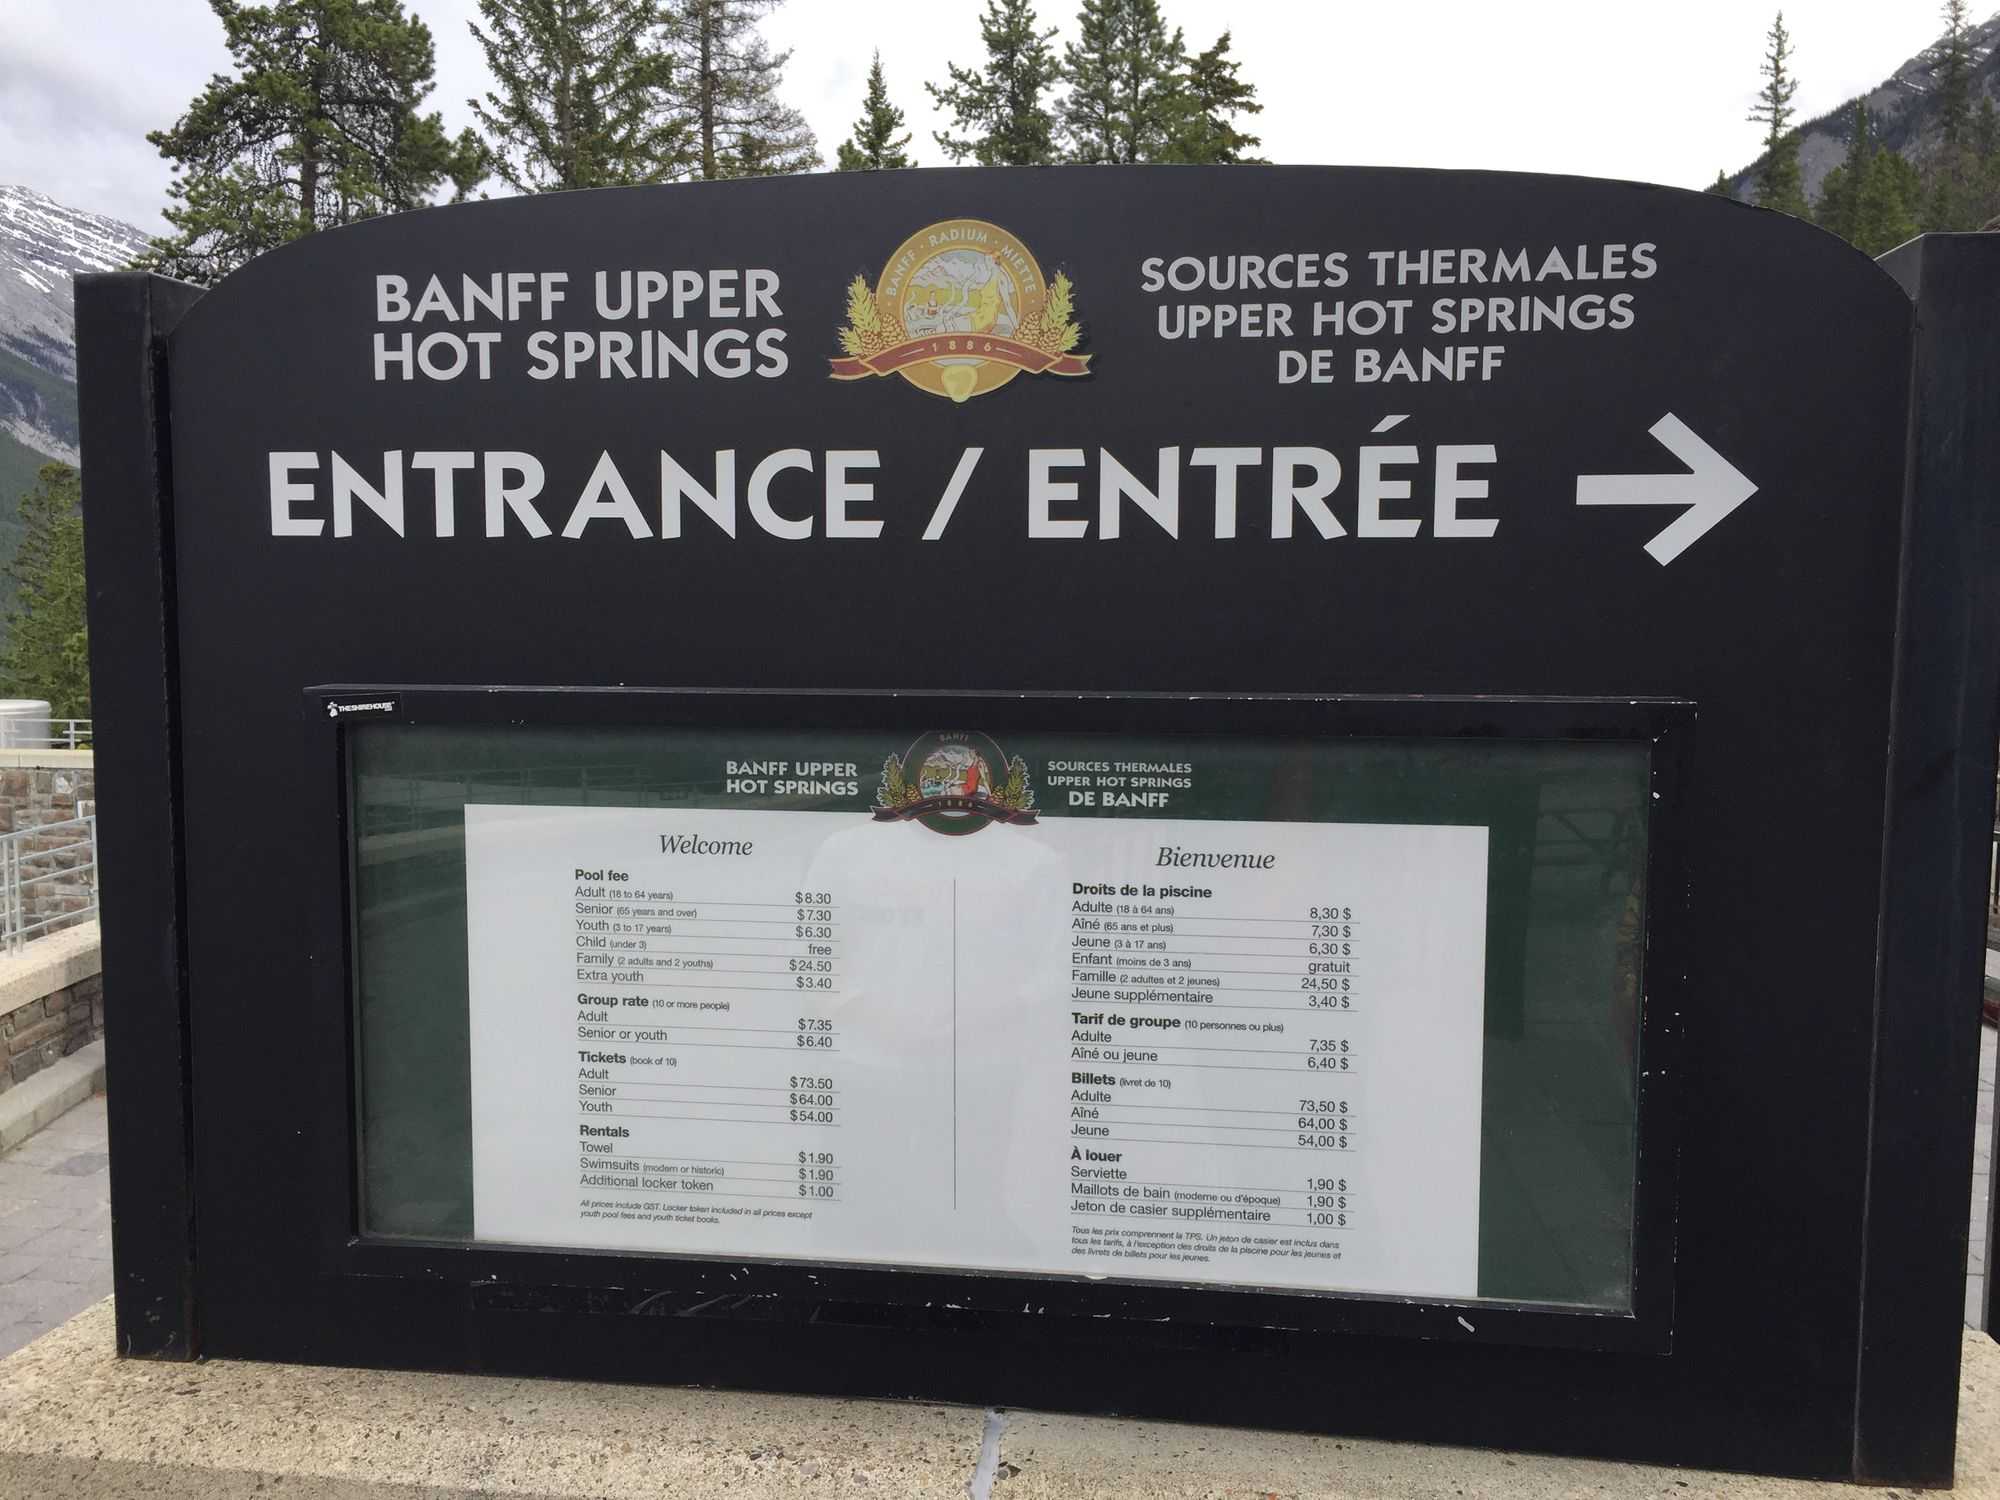 BANFF UPPER
HOT SPRINGS
BANFF · RADIUM · MIETTE
1886
SOURCES THERMALES
UPPER HOT SPRINGS
DE BANFF
ENTRANCE / ENTRÉE
THESHIREHOUSE
BANFF UPPER
HOT SPRINGS
BANFF
1886
SOURCES THERMALES
UPPER HOT SPRINGS
DE BANFF
Welcome
Pool fee
Adult (18 to 64 years) $8.30
Senior (65 years and over) $7.30
Youth (3 to 17 years) $6.30
Child (under 3) free
Family (2 adults and 2 youths) $24.50
Extra youth $3.40
Group rate (10 or more people)
Adult $7.35
Senior or youth $6.40
Tickets (book of 10)
Adult $73.50
Senior $64.00
Youth $54.00
Rentals
Towel $1.90
Swimsuits (modern or historic) $1.90
Additional locker token $1.00
All prices include GST. Locker token included in all prices except
youth pool fees and youth ticket books.
Bienvenue
Droits de la piscine
Adulte (18 à 64 ans) 8,30 $
Aîné (65 ans et plus) 7,30 $
Jeune (3 à 17 ans) 6,30 $
Enfant (moins de 3 ans) gratuit
Famille (2 adultes et 2 jeunes) 24,50 $
Jeune supplémentaire 3,40 $
Tarif de groupe (10 personnes ou plus)
Adulte 7,35 $
Aîné ou jeune 6,40 $
Billets (livret de 10)
Adulte 73,50 $
Aîné 64,00 $
Jeune 54,00 $
À louer
Serviette 1,90 $
Maillots de bain (moderne ou d'époque) 1,90 $
Jeton de casier supplémentaire 1,00 $
Tous les prix comprennent la TPS. Un jeton de casier est inclus dans
tous les tarifs, à l'exception des droits de la piscine pour les jeunes et
des livrets de billets pour les jeunes.